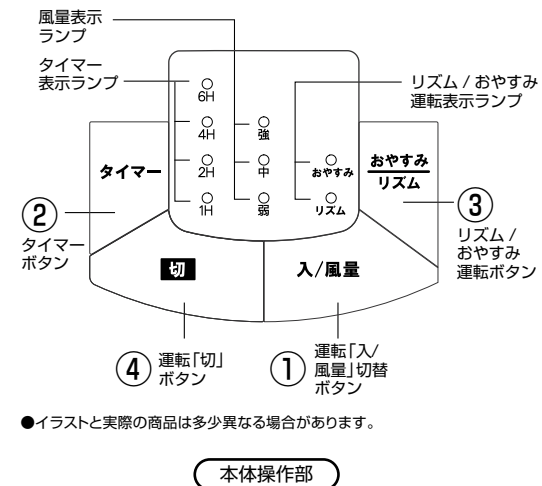 風量表示
ランプ
タイマー
表示ランプ
リズム / おやすみ
運転表示ランプ
6H
4H
強
2H
中
おやすみ
1H
弱
リズム
タイマー
おやすみ
リズム
②
タイマー
ボタン
③
リズム /
おやすみ
運転ボタン
切
入/風量
④
運転「切」
ボタン
①
運転「入/
風量」切替
ボタン
●イラストと実際の商品は多少異なる場合があります。
本体操作部